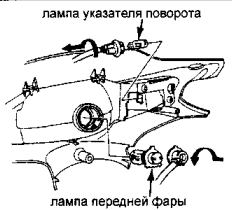 лампа указателя поворота
лампа передней фары